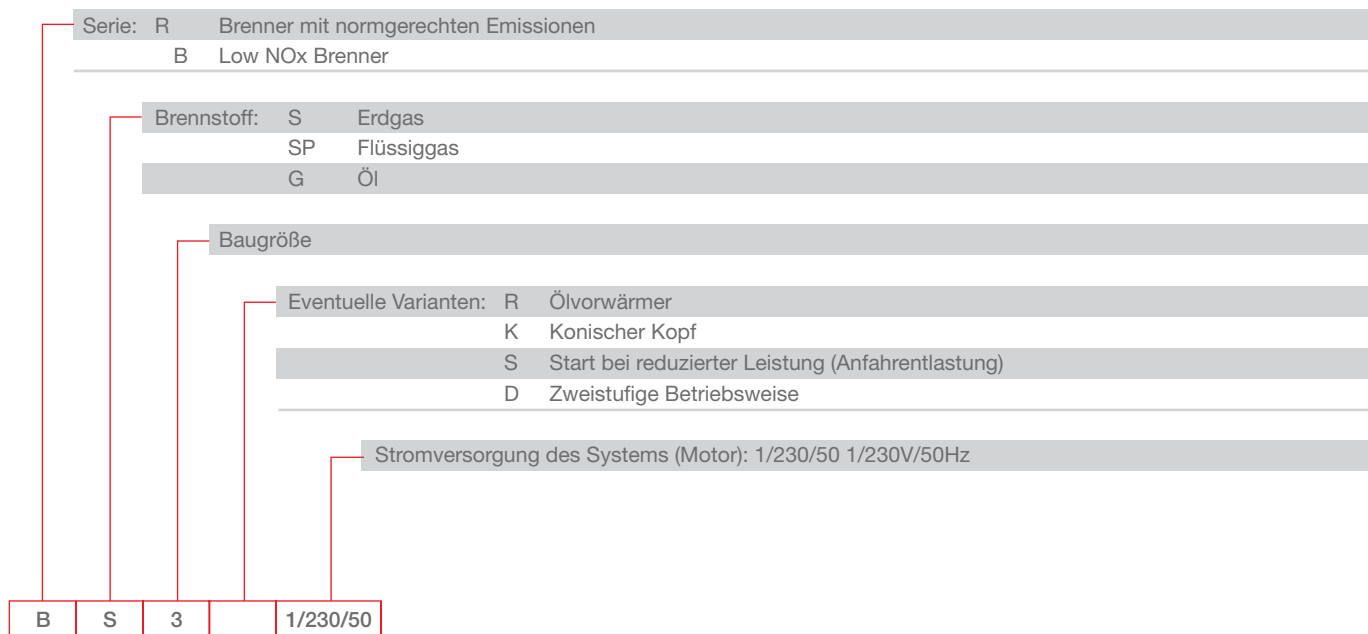 Serie: R Brenner mit normgerechten Emissionen
B Low NOx Brenner
Brennstoff: S Erdgas
SP Flüssiggas
G Öl
Baugröße
Eventuelle Varianten: R Ölvorwärmer
K Konischer Kopf
S Start bei reduzierter Leistung (Anfahrentlastung)
D Zweistufige Betriebsweise
Stromversorgung des Systems (Motor): 1/230/50 1/230V/50Hz
B S 3 1/230/50